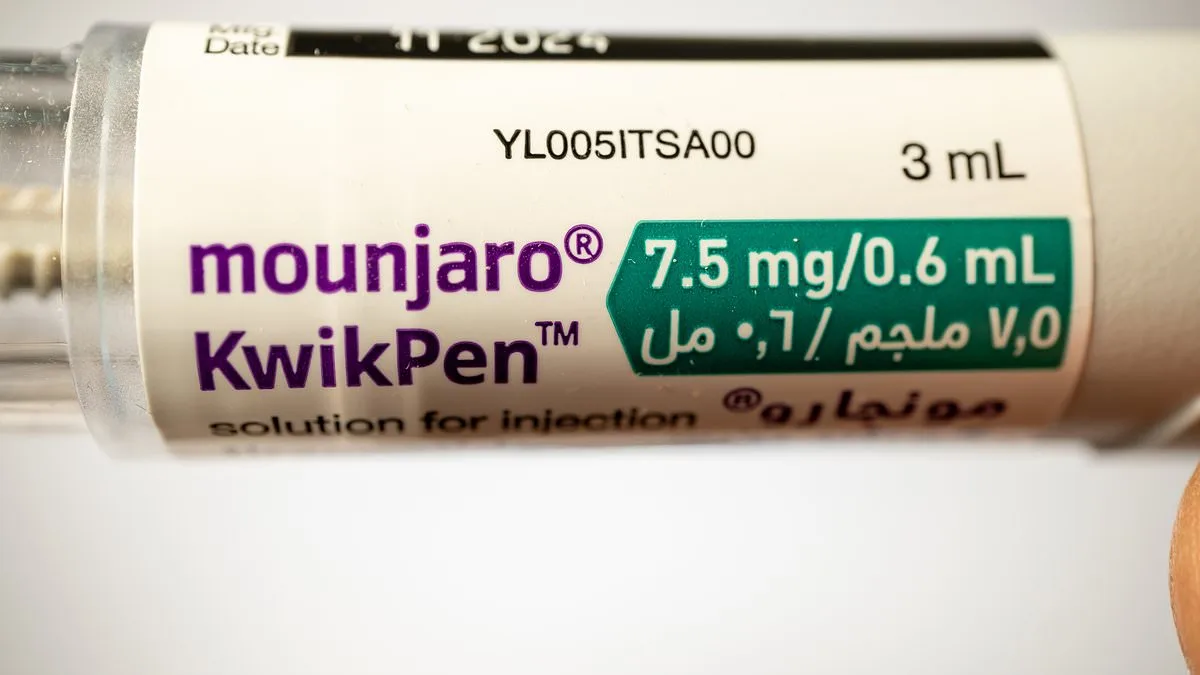 Mfg.
Date 11 2024
YL005ITSA00
3 mL
mounjaro®
KwikPen™
7.5 mg/0.6 mL
٧,٥ ملجم /٠,٦ مل
solution for injection
مونجارو®